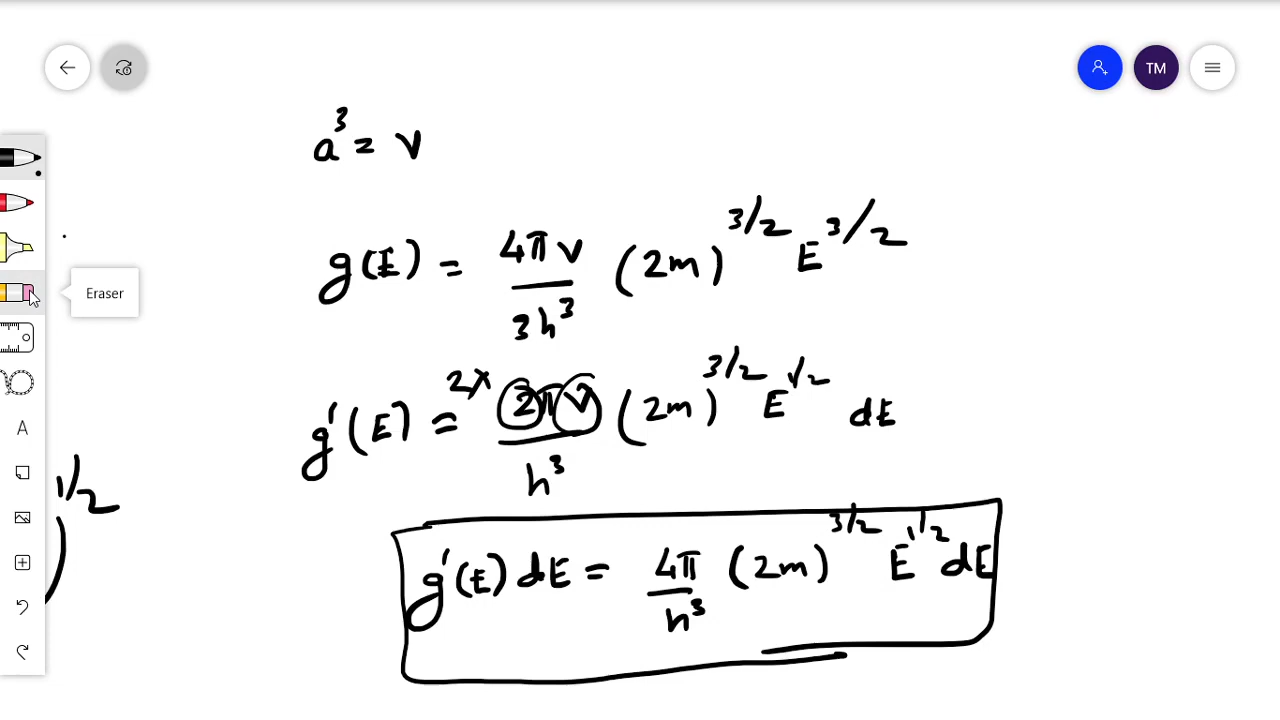 TM
a³ = v
g(E) = 4πv/3h³ (2m)^3/2 E^3/2
Eraser
g'(E) = 2x 2πv/h³ (2m)^3/2 E^1/2 dE
)^1/2
g'(E) dE = 4π/h³ (2m)^3/2 E^1/2 dE
A